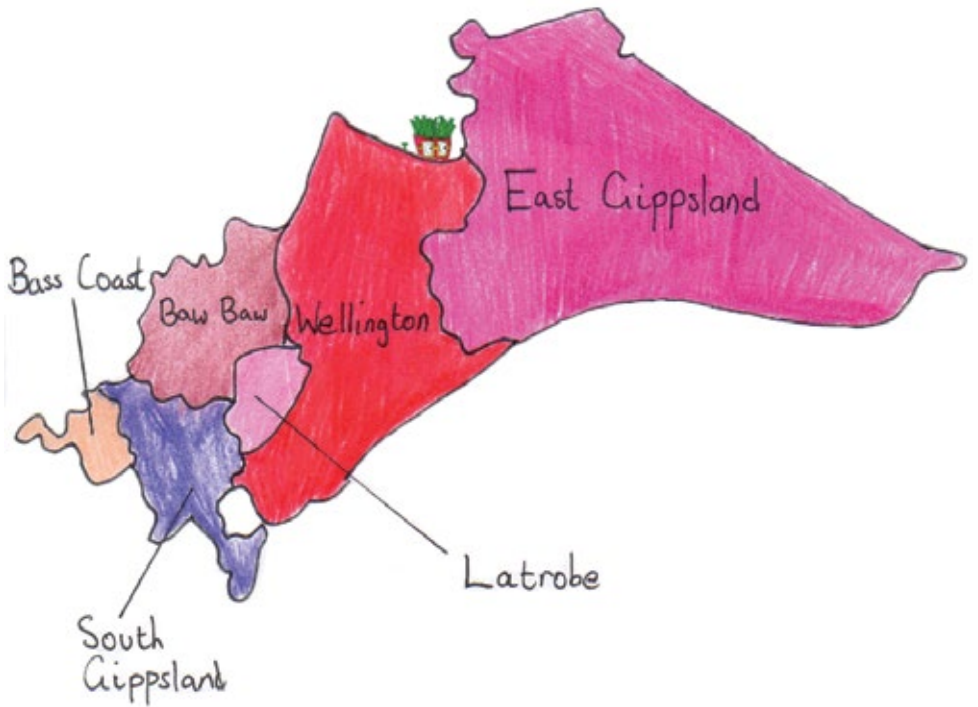 East Gippsland
Bass Coast
Baw Baw
Wellington
Latrobe
South
Gippsland